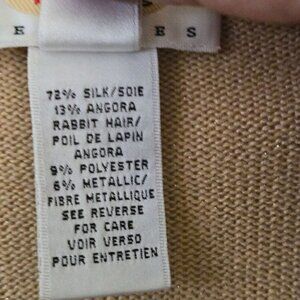 E S
72% SILK/SOIE
13% ANGORA
RABBIT HAIR/
POIL DE LAPIN
ANGORA
9% POLYESTER
6% METALLIC/
FIBRE METALLIQUE
SEE REVERSE
FOR CARE
VOIR VERSO
POUR ENTRETIEN